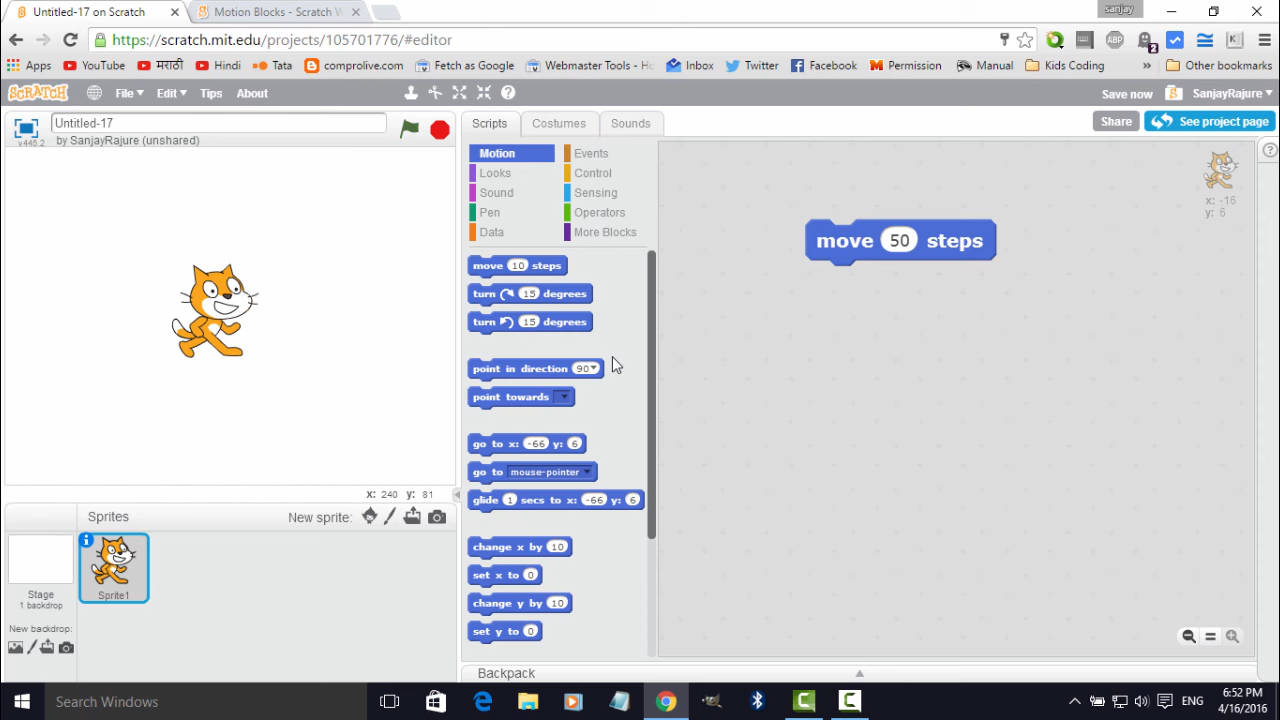 Untitled-17 on Scratch
Motion Blocks - Scratch W
sanjay
https://scratch.mit.edu/projects/105701776/#editor
ABP
2
K
Apps
YouTube
मराठी
Hindi
Tata
comprolive.com
Fetch as Google
Webmaster Tools - Ho
Inbox
Twitter
Facebook
Permission
Manual
Kids Coding
»
Other bookmarks
SCRATCH
File
Edit
Tips
About
Save now
SanjayRajure
Untitled-17
by SanjayRajure (unshared)
v445.2
Scripts
Costumes
Sounds
Share
See project page
Motion
Events
Looks
Control
Sound
Sensing
Pen
Operators
Data
More Blocks
move 10 steps
turn 15 degrees
turn 15 degrees
point in direction 90
point towards
go to x: -66 y: 6
go to mouse-pointer
glide 1 secs to x: -66 y: 6
change x by 10
set x to 0
change y by 10
set y to 0
move 50 steps
x: -16
y: 6
x: 240 y: 81
Sprites
New sprite:
Stage
1 backdrop
New backdrop:
Sprite1
Backpack
Search Windows
ENG
6:52 PM
4/16/2016